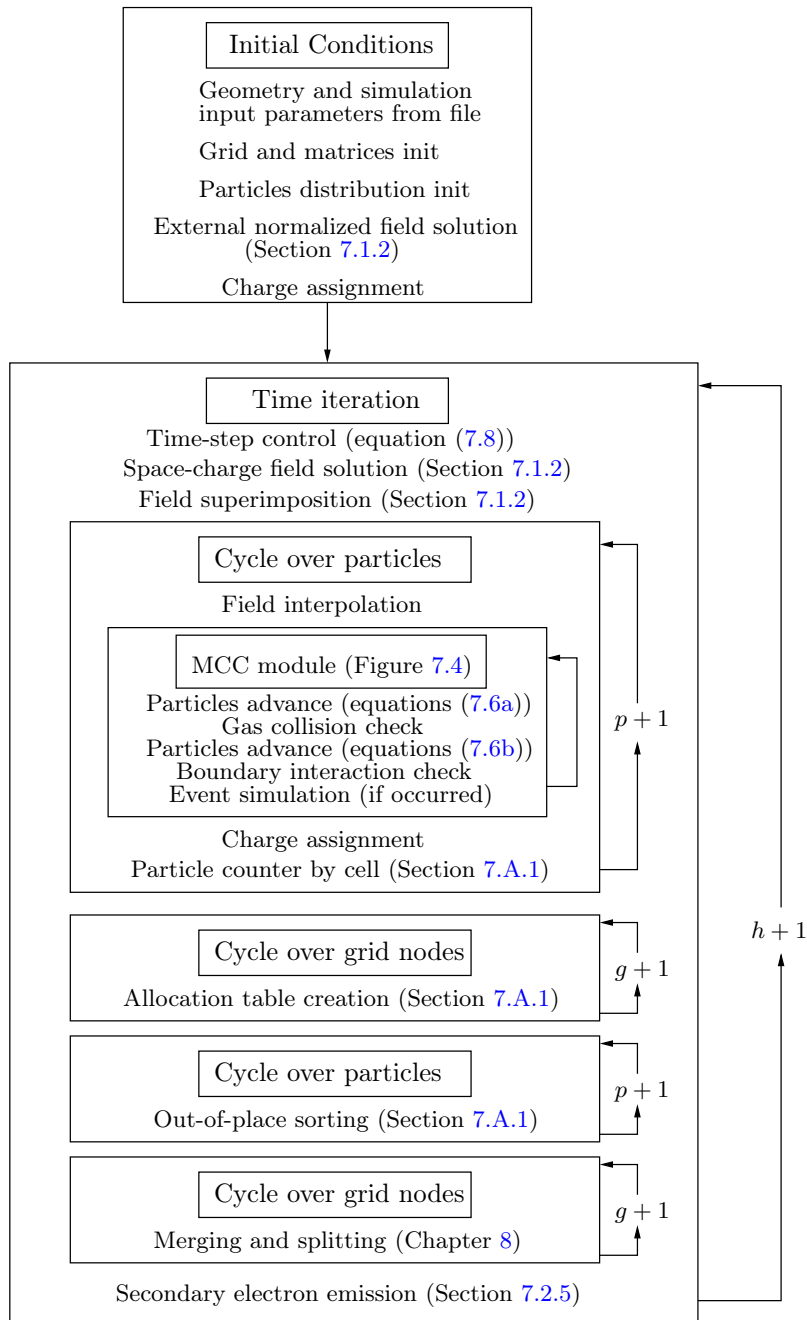 Initial Conditions
Geometry and simulation
input parameters from file
Grid and matrices init
Particles distribution init
External normalized field solution
(Section 7.1.2)
Charge assignment
Time iteration
Time-step control (equation (7.8))
Space-charge field solution (Section 7.1.2)
Field superimposition (Section 7.1.2)
Cycle over particles
Field interpolation
MCC module (Figure 7.4)
Particles advance (equations (7.6a))
Gas collision check
Particles advance (equations (7.6b))
Boundary interaction check
Event simulation (if occurred)
p + 1
Charge assignment
Particle counter by cell (Section 7.A.1)
Cycle over grid nodes
Allocation table creation (Section 7.A.1)
g + 1
h + 1
Cycle over particles
Out-of-place sorting (Section 7.A.1)
p + 1
Cycle over grid nodes
Merging and splitting (Chapter 8)
g + 1
Secondary electron emission (Section 7.2.5)